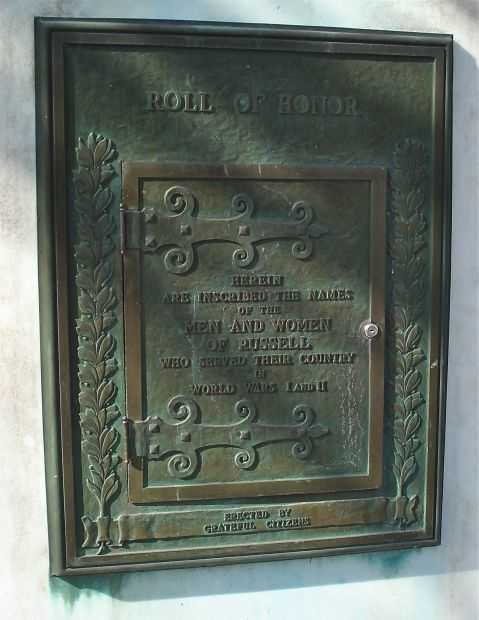 ROLL OF HONOR
HEREIN
ARE INSCRIBED THE NAMES
OF THE
MEN AND WOMEN
OF RUSSELL
WHO SERVED THEIR COUNTRY
IN
WORLD WARS I AND II
ERECTED BY
GRATEFUL CITIZENS